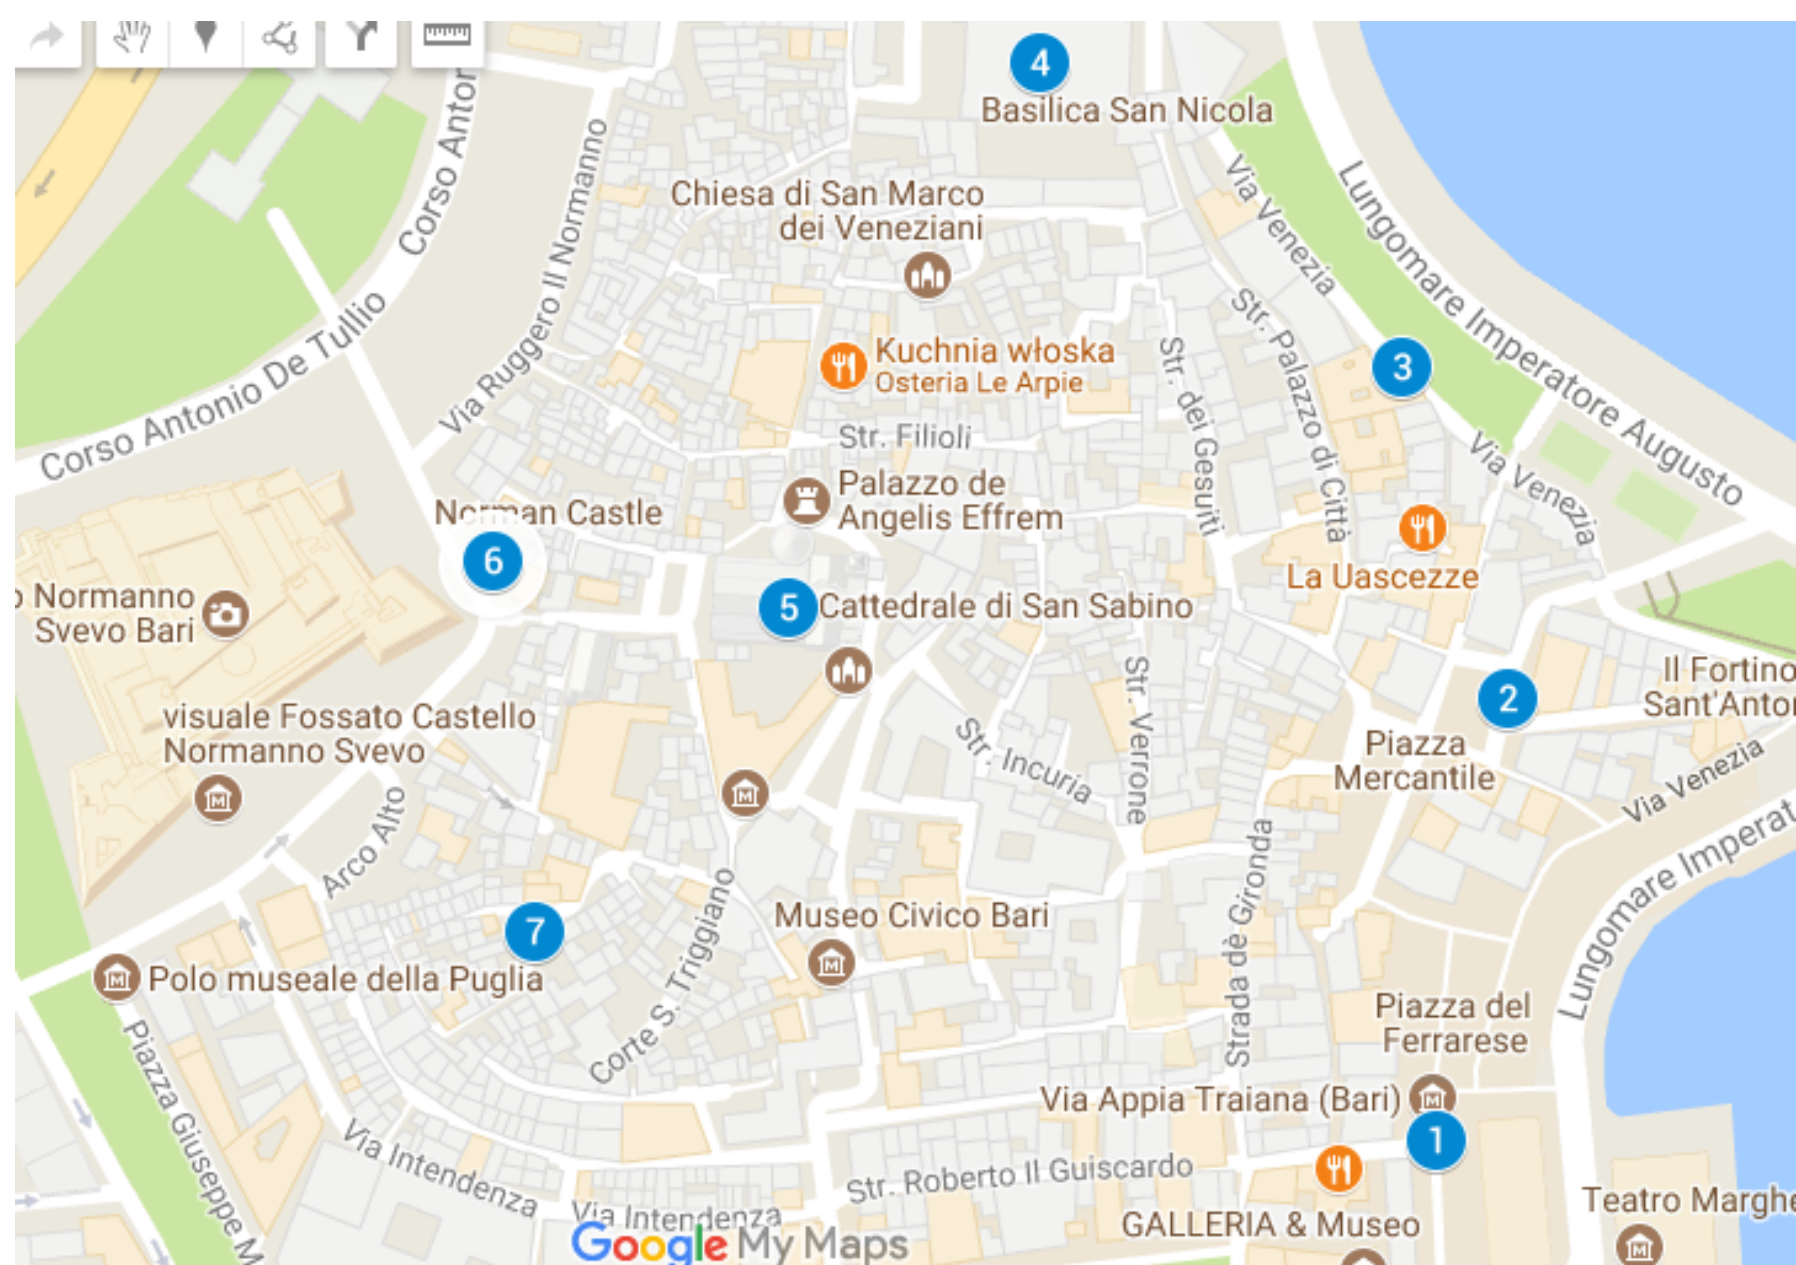 4
Basilica San Nicola
Corso Anton
Via Ruggero II Normanno
Chiesa di San Marco
dei Veneziani
Via Venezia
Lungomare Imperatore Augusto
Corso Antonio De Tullio
Kuchnia włoska
Osteria Le Arpie
3
Str. Palazzo di Città
Str. dei Gesuiti
Str. Filioli
Via Venezia
Palazzo de
Angelis Effrem
Norman Castle
6
La Uascezze
o Normanno
Svevo Bari
5
Cattedrale di San Sabino
Il Fortino
Sant'Anton
2
visuale Fossato Castello
Normanno Svevo
Str. Incuria
Str. Verrone
Piazza
Mercantile
Via Venezia
Arco Alto
Lungomare Imperat
Strada dè Gironda
7
Corte S. Triggiano
Museo Civico Bari
Polo museale della Puglia
Piazza del
Ferrarese
Piazza Giuseppe M
Via Appia Traiana (Bari)
1
Via Intendenza
Str. Roberto Il Guiscardo
Via Intendenza
Teatro Marghe
GALLERIA & Museo
Google My Maps